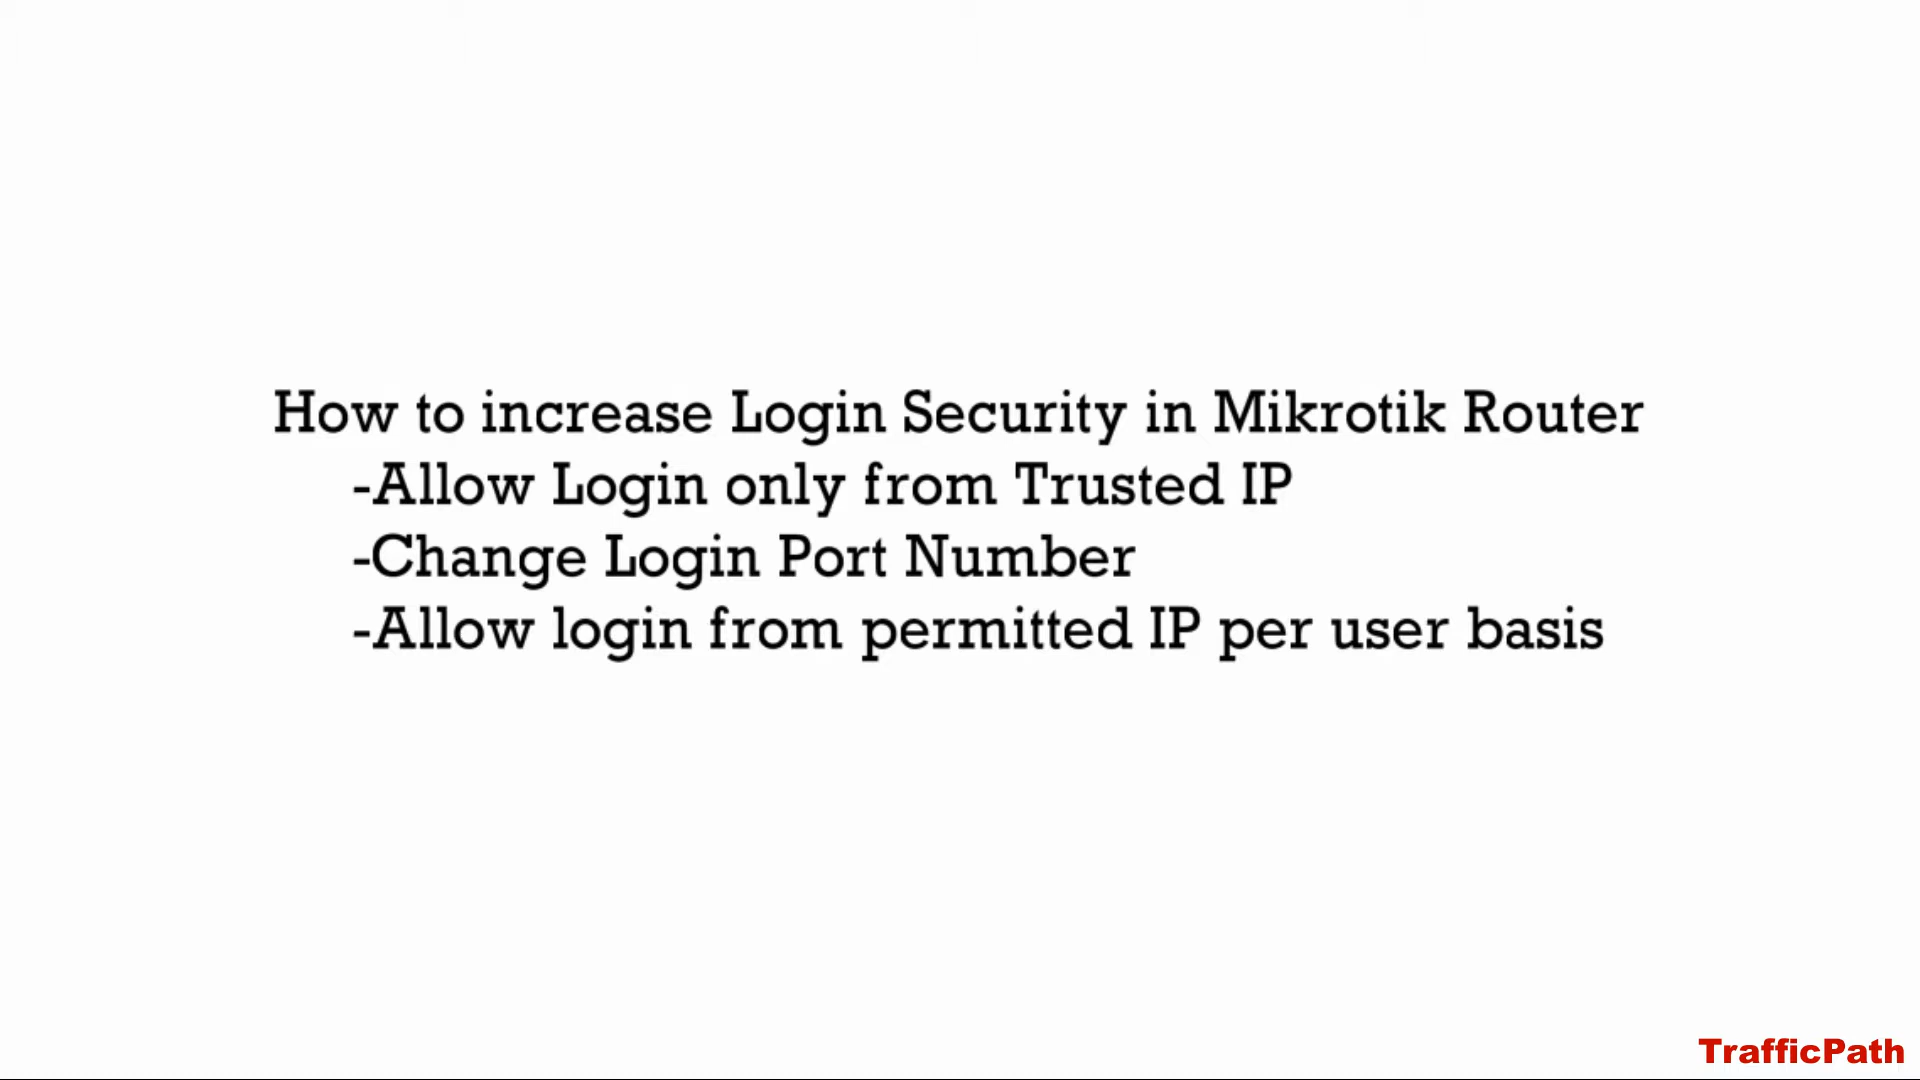 How to increase Login Security in Mikrotik Router
-Allow Login only from Trusted IP
-Change Login Port Number
-Allow login from permitted IP per user basis
TrafficPath